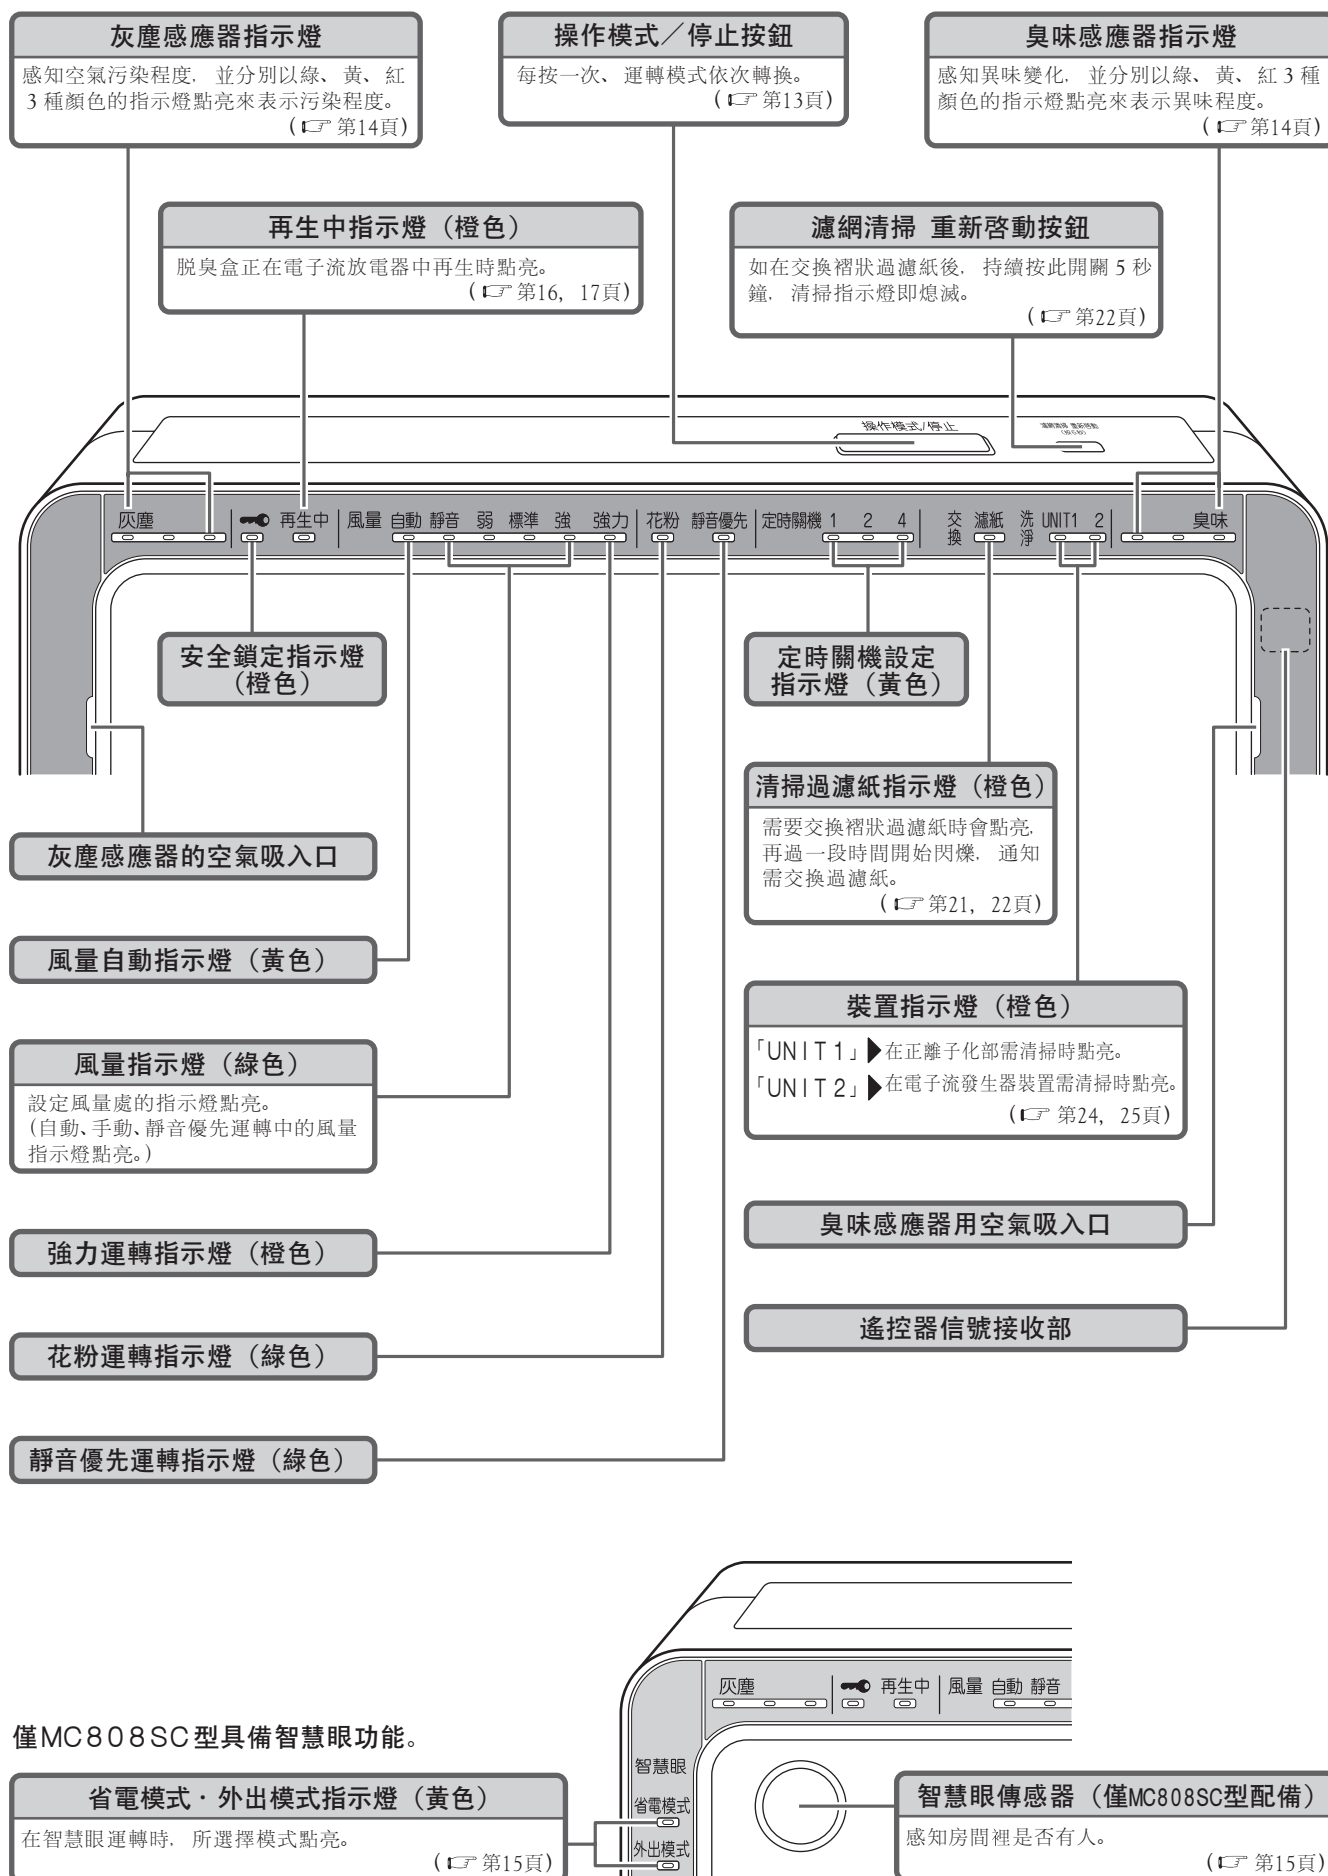 灰塵感應器指示燈
感知空氣污染程度, 並分別以綠、黃、紅
3 種顏色的指示燈點亮來表示污染程度。
(☞ 第14頁)
操作模式／停止按鈕
每按一次、運轉模式依次轉換。
(☞ 第13頁)
臭味感應器指示燈
感知異味變化, 並分別以綠、黃、紅 3 種
顏色的指示燈點亮來表示異味程度。
(☞ 第14頁)
再生中指示燈（橙色）
脱臭盒正在電子流放電器中再生時點亮。
(☞ 第16, 17頁)
濾網清掃 重新啓動按鈕
如在交換褶狀過濾紙後, 持續按此開關 5 秒
鐘, 清掃指示燈即熄滅。
(☞ 第22頁)
操作模式/停止
濾網清掃 重新啓動
灰塵 再生中 風量 自動 靜音 弱 標準 強 強力 花粉 靜音優先 定時關機 1 2 4 交換 濾紙 洗淨 UNIT1 2 臭味
安全鎖定指示燈
（橙色）
定時關機設定
指示燈（黃色）
清掃過濾紙指示燈（橙色）
需要交換褶狀過濾紙時會點亮,
再過一段時間開始閃爍, 通知
需交換過濾紙。
(☞ 第21, 22頁)
灰塵感應器的空氣吸入口
風量自動指示燈（黃色）
裝置指示燈（橙色）
「UNIT1」▶在正離子化部需清掃時點亮。
「UNIT2」▶在電子流發生器裝置需清掃時點亮。
(☞ 第24, 25頁)
風量指示燈（綠色）
設定風量處的指示燈點亮。
(自動、手動、靜音優先運轉中的風量
指示燈點亮。)
臭味感應器用空氣吸入口
強力運轉指示燈（橙色）
遙控器信號接收部
花粉運轉指示燈（綠色）
靜音優先運轉指示燈（綠色）
灰塵 再生中 風量 自動 靜音
僅MC808SC型具備智慧眼功能。
智慧眼
省電模式
外出模式
省電模式・外出模式指示燈（黃色）
在智慧眼運轉時, 所選擇模式點亮。
(☞ 第15頁)
智慧眼傳感器（僅MC808SC型配備）
感知房間裡是否有人。
(☞ 第15頁)